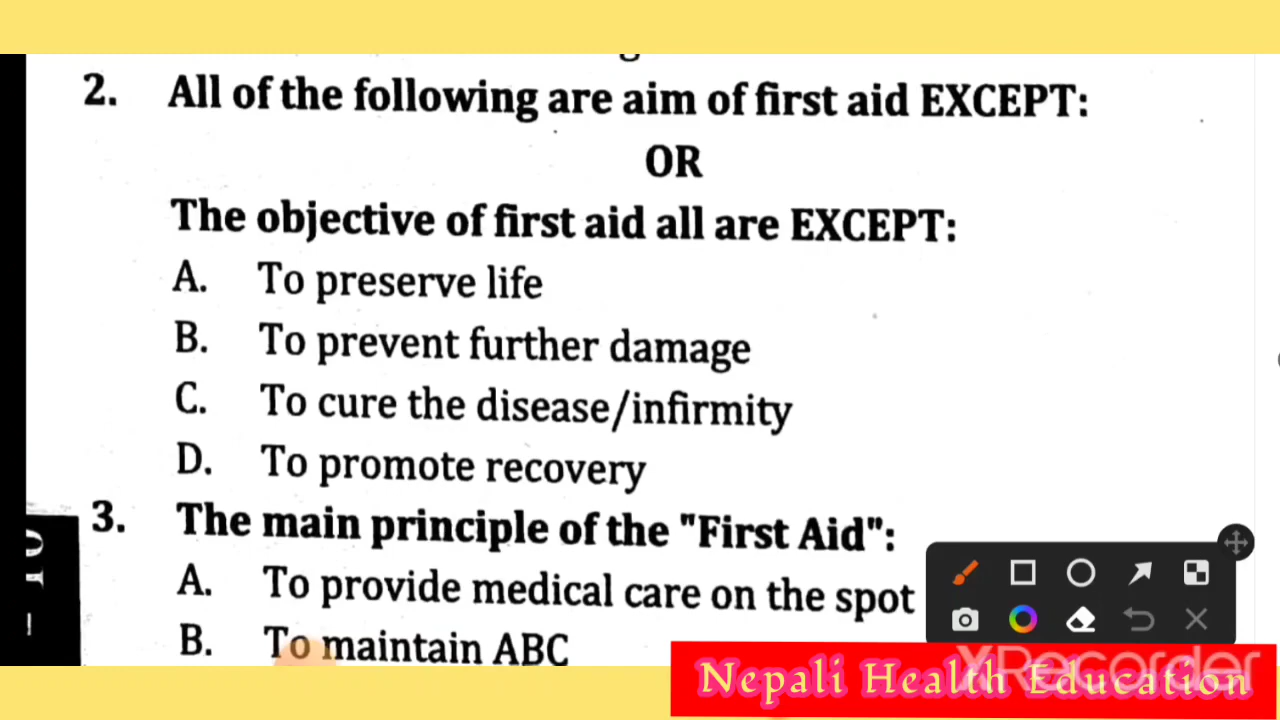 2. All of the following are aim of first aid EXCEPT:
OR
The objective of first aid all are EXCEPT:
A. To preserve life
B. To prevent further damage
C. To cure the disease/infirmity
D. To promote recovery
3. The main principle of the "First Aid":
A. To provide medical care on the spot
B. To maintain ABC
XRecorder
Nepali Health Education